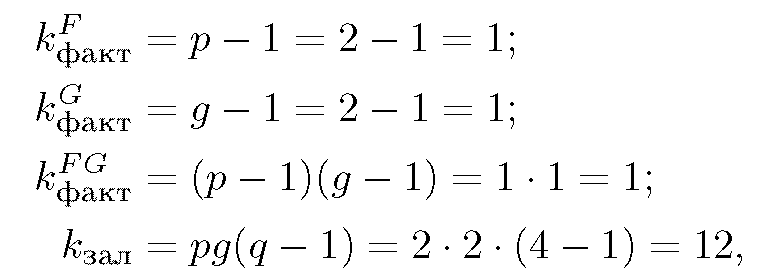 k^F_факт = p − 1 = 2 − 1 = 1;
k^G_факт = g − 1 = 2 − 1 = 1;
k^{FG}_факт = (p − 1)(g − 1) = 1 · 1 = 1;
k_зал = pg(q − 1) = 2 · 2 · (4 − 1) = 12,